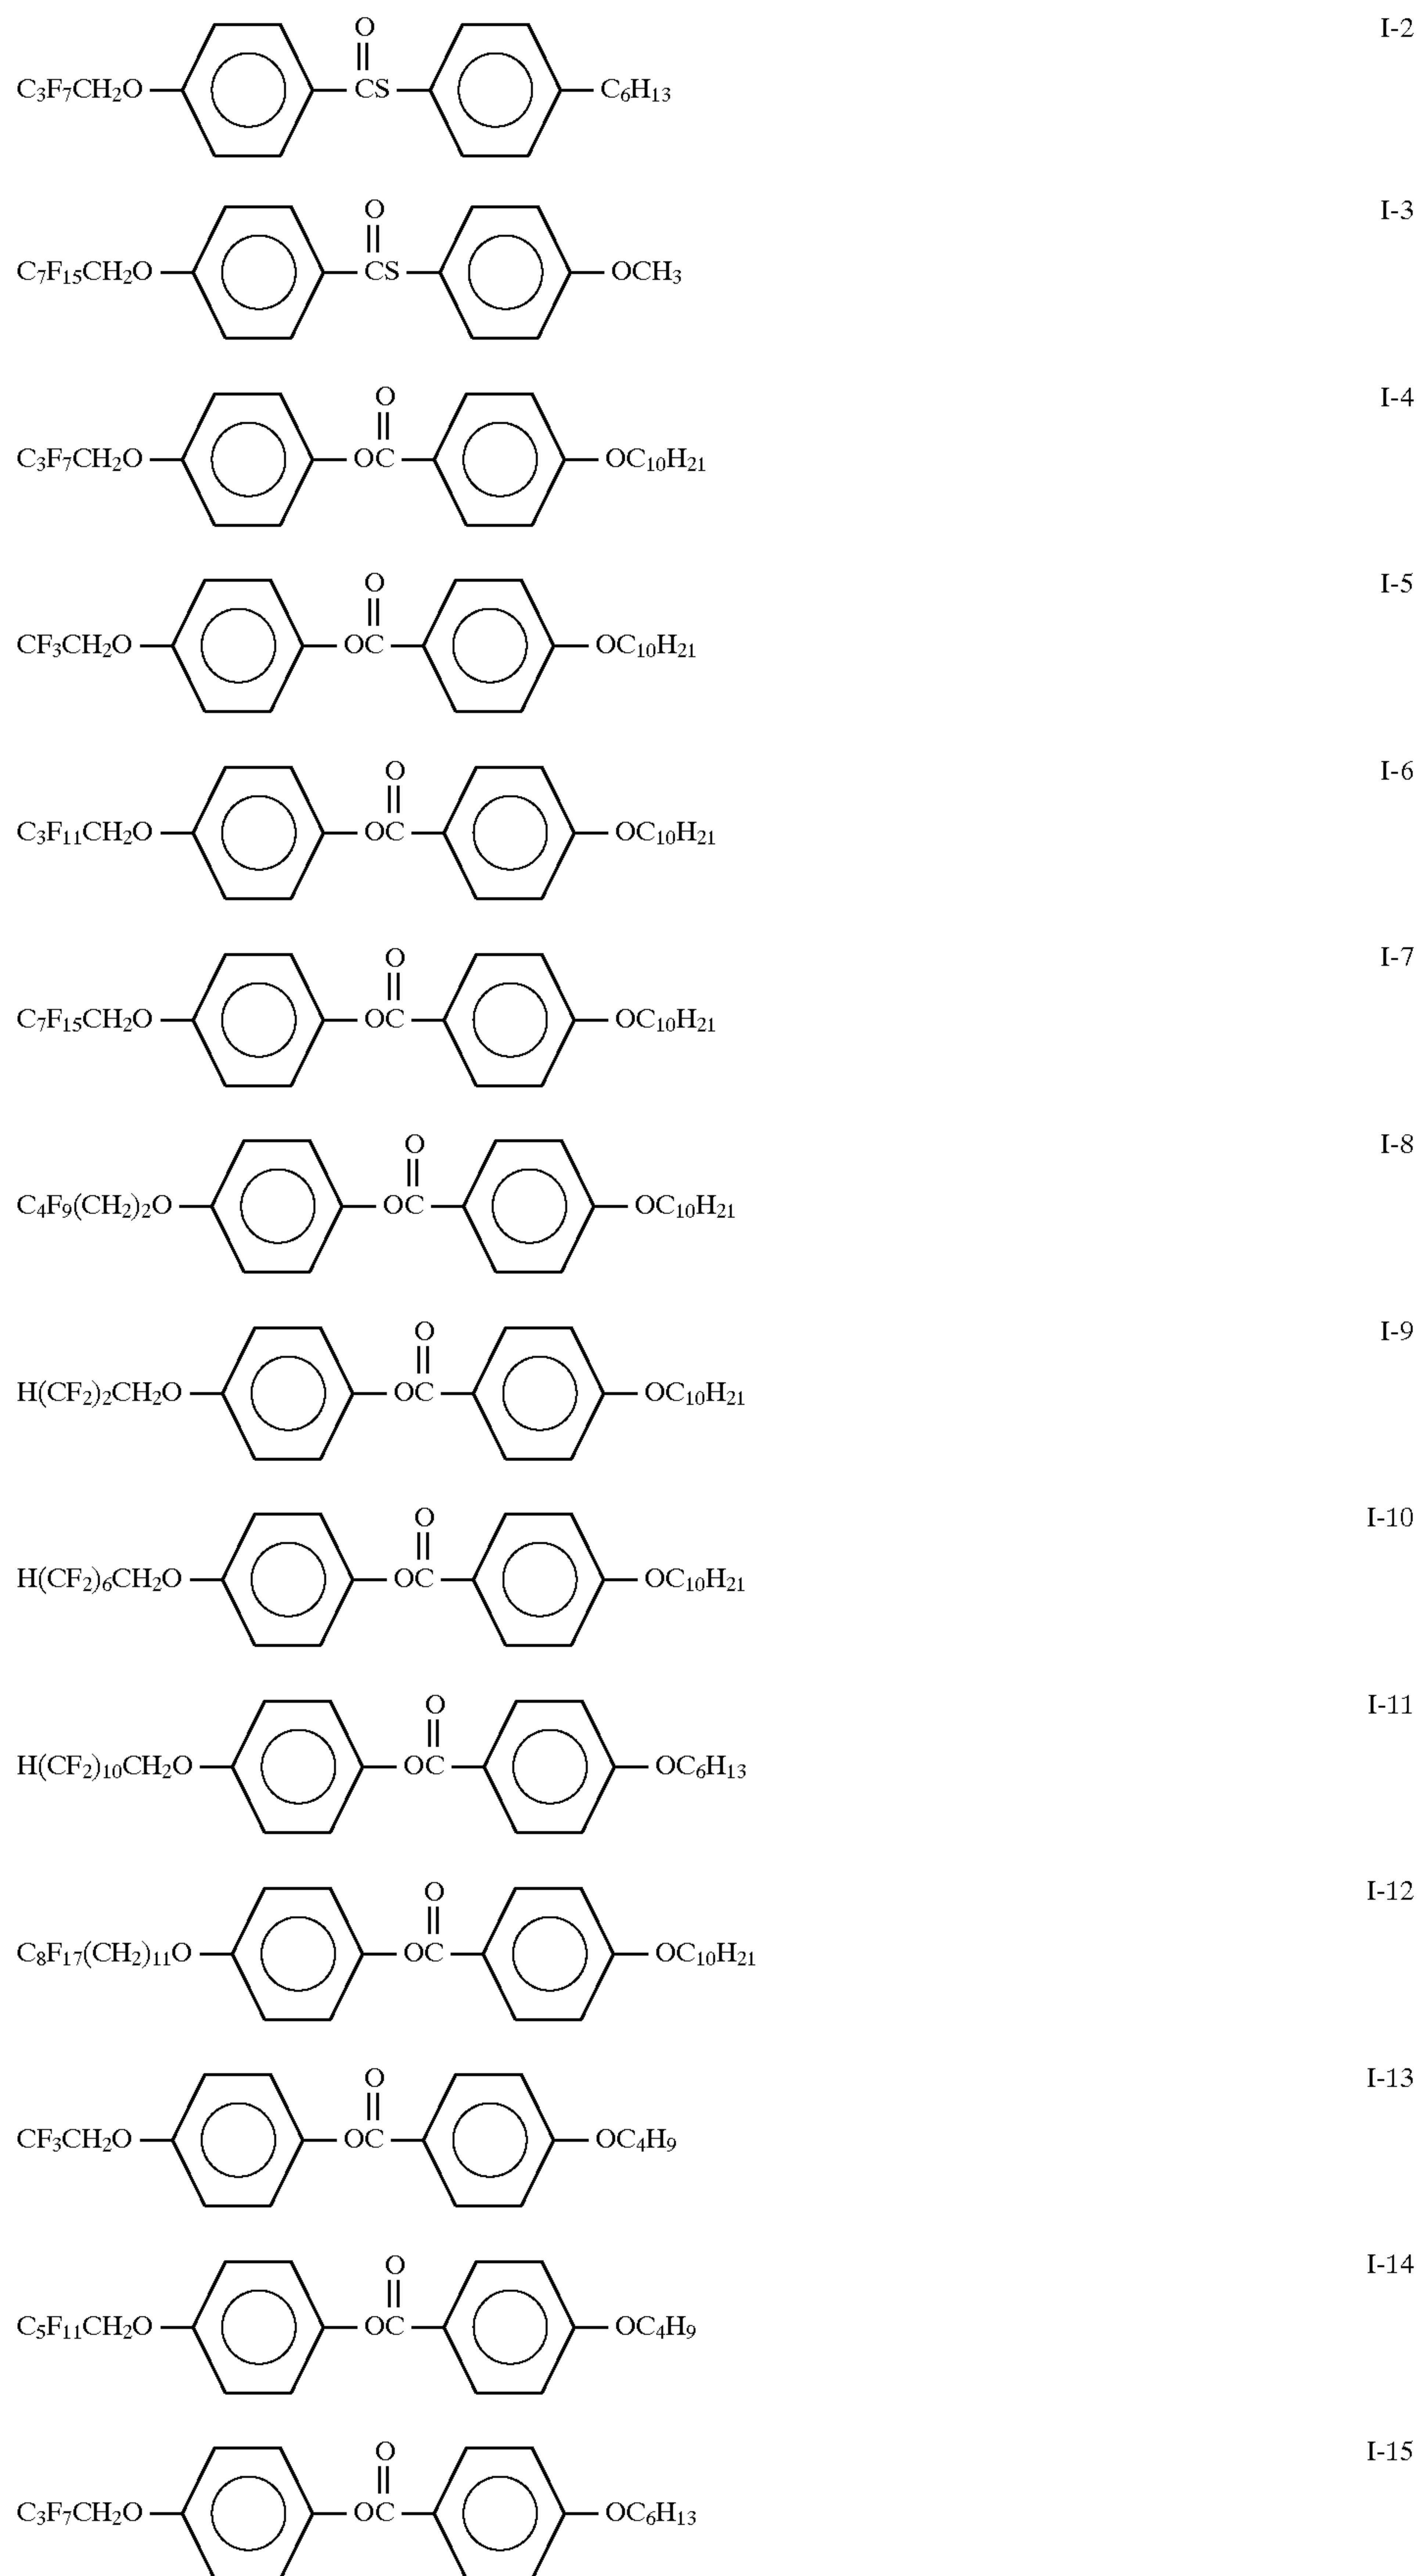 O I-2
C₃F₇CH₂O CS C₆H₁₃
O I-3
C₇F₁₅CH₂O CS OCH₃
O I-4
C₃F₇CH₂O OC OC₁₀H₂₁
O I-5
CF₃CH₂O OC OC₁₀H₂₁
O I-6
C₃F₁₁CH₂O OC OC₁₀H₂₁
O I-7
C₇F₁₅CH₂O OC OC₁₀H₂₁
O I-8
C₄F₉(CH₂)₂O OC OC₁₀H₂₁
O I-9
H(CF₂)₂CH₂O OC OC₁₀H₂₁
O I-10
H(CF₂)₆CH₂O OC OC₁₀H₂₁
O I-11
H(CF₂)₁₀CH₂O OC OC₆H₁₃
O I-12
C₈F₁₇(CH₂)₁₁O OC OC₁₀H₂₁
O I-13
CF₃CH₂O OC OC₄H₉
O I-14
C₅F₁₁CH₂O OC OC₄H₉
O I-15
C₃F₇CH₂O OC OC₆H₁₃